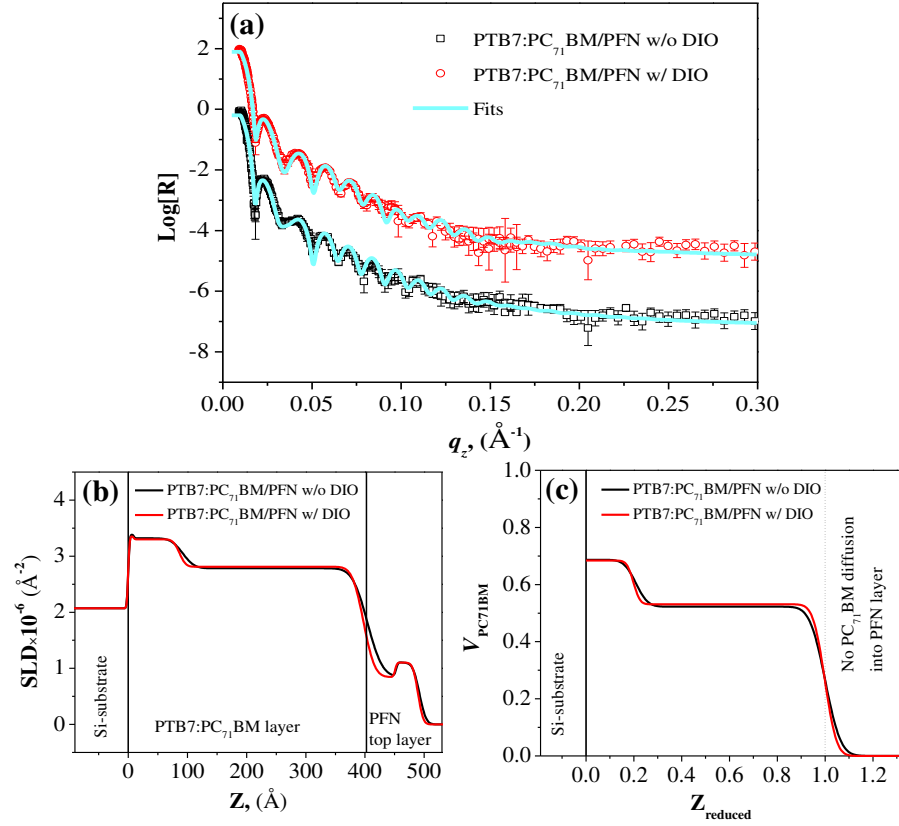 (a)
PTB7:PC71BM/PFN w/o DIO
PTB7:PC71BM/PFN w/ DIO
Fits
2
0
-2
-4
-6
-8
Log[R]
0.00 0.05 0.10 0.15 0.20 0.25 0.30
qz, (Å-1)
(b)
PTB7:PC71BM/PFN w/o DIO
PTB7:PC71BM/PFN w/ DIO
4
3
2
1
0
SLD×10-6 (Å-2)
Si-substrate
PTB7:PC71BM layer
PFN
top layer
0 100 200 300 400 500
Z, (Å)
(c)
PTB7:PC71BM/PFN w/o DIO
PTB7:PC71BM/PFN w/ DIO
1.0
0.8
0.6
0.4
0.2
0.0
VPC71BM
Si-substrate
No PC71BM diffusion
into PFN layer
0.0 0.2 0.4 0.6 0.8 1.0 1.2
Zreduced